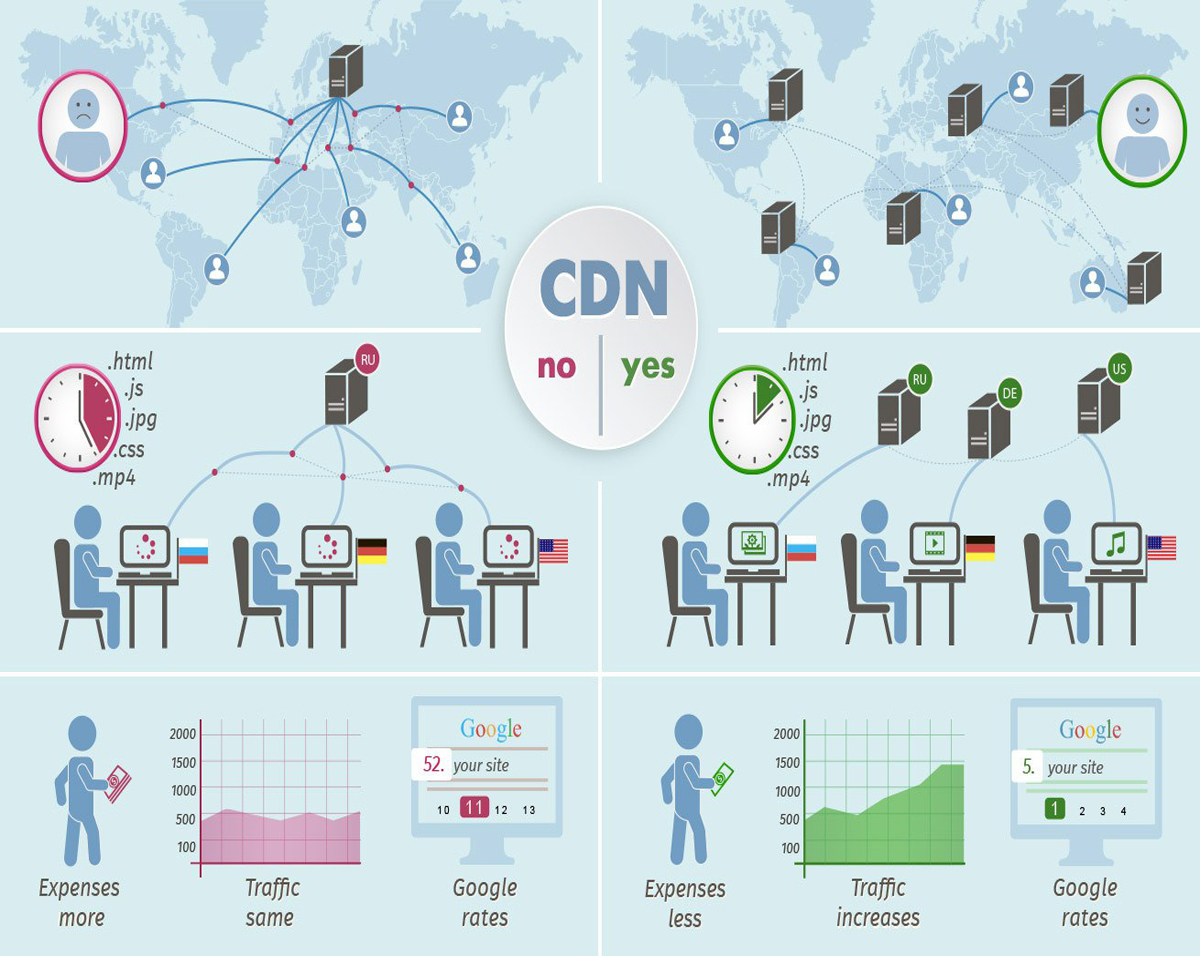 CDN
no
yes
.html
.js
.jpg
.css
.mp4
RU
.html
.js
.jpg
.css
.mp4
RU
DE
US
2000
1500
1000
500
100
Expenses
more
Traffic
same
Google
52. your site
10 11 12 13
Google
rates
2000
1500
1000
500
100
Expenses
less
Traffic
increases
Google
5. your site
1 2 3 4
Google
rates